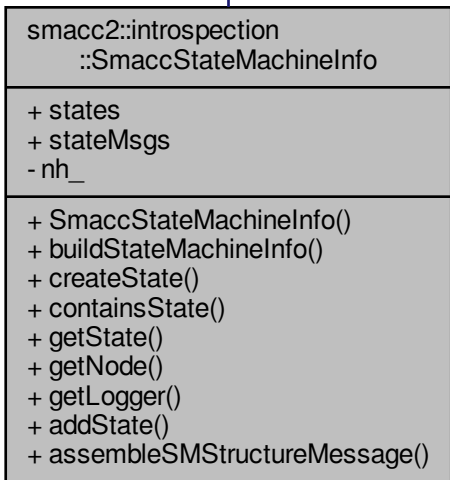 smacc2::introspection
::SmaccStateMachineInfo
+ states
+ stateMsgs
- nh_
+ SmaccStateMachineInfo()
+ buildStateMachineInfo()
+ createState()
+ containsState()
+ getState()
+ getNode()
+ getLogger()
+ addState()
+ assembleSMStructureMessage()